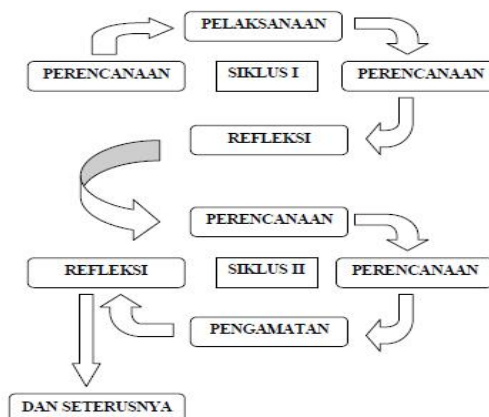 PELAKSANAAN
PERENCANAAN
SIKLUS I
PERENCANAAN
REFLEKSI
PERENCANAAN
REFLEKSI
SIKLUS II
PERENCANAAN
PENGAMATAN
DAN SETERUSNYA